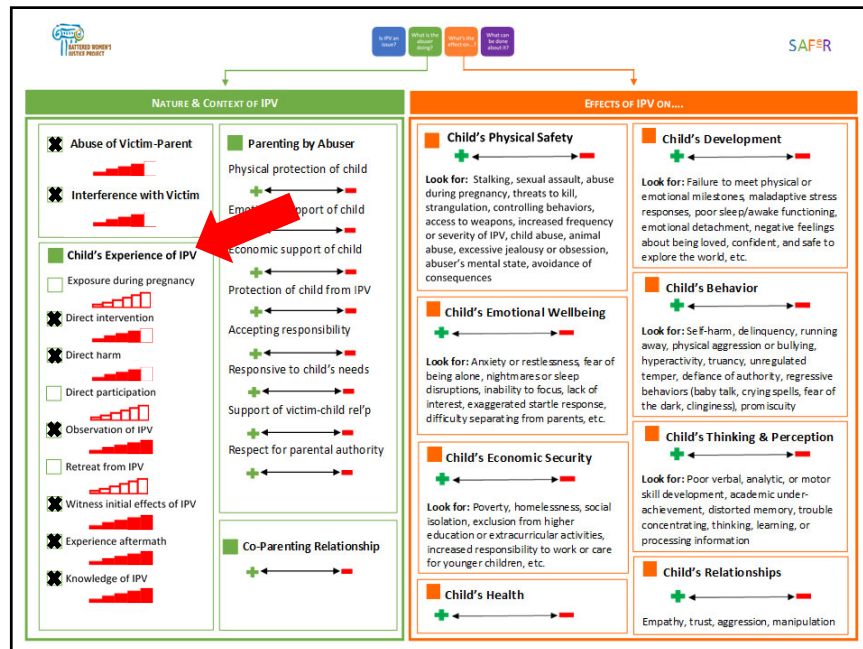 BATTERED WOMEN'S
JUSTICE PROJECT
Is IPV an
issue?
What is the
abuser
doing?
What's the
effect on...?
What can
be done
about it?
SAFeR
NATURE & CONTEXT OF IPV
Abuse of Victim-Parent
Interference with Victim
Child's Experience of IPV
Exposure during pregnancy
Direct intervention
Direct harm
Direct participation
Observation of IPV
Retreat from IPV
Witness initial effects of IPV
Experience aftermath
Knowledge of IPV
Parenting by Abuser
Physical protection of child
support of child
Economic support of child
Protection of child from IPV
Accepting responsibility
Responsive to child's needs
Support of victim-child rel'p
Respect for parental authority
Co-Parenting Relationship
EFFECTS OF IPV ON....
Child's Physical Safety
Look for: Stalking, sexual assault, abuse
during pregnancy, threats to kill,
strangulation, controlling behaviors,
access to weapons, increased frequency
or severity of IPV, child abuse, animal
abuse, excessive jealousy or obsession,
abuser's mental state, avoidance of
consequences
Child's Emotional Wellbeing
Look for: Anxiety or restlessness, fear of
being alone, nightmares or sleep
disruptions, inability to focus, lack of
interest, exaggerated startle response,
difficulty separating from parents, etc.
Child's Economic Security
Look for: Poverty, homelessness, social
isolation, exclusion from higher
education or extracurricular activities,
increased responsibility to work or care
for younger children, etc.
Child's Health
Child's Development
Look for: Failure to meet physical or
emotional milestones, maladaptive stress
responses, poor sleep/awake functioning,
emotional detachment, negative feelings
about being loved, confident, and safe to
explore the world, etc.
Child's Behavior
Look for: Self-harm, delinquency, running
away, physical aggression or bullying,
hyperactivity, truancy, unregulated
temper, defiance of authority, regressive
behaviors (baby talk, crying spells, fear of
the dark, clinginess), promiscuity
Child's Thinking & Perception
Look for: Poor verbal, analytic, or motor
skill development, academic under-
achievement, distorted memory, trouble
concentrating, thinking, learning, or
processing information
Child's Relationships
Empathy, trust, aggression, manipulation